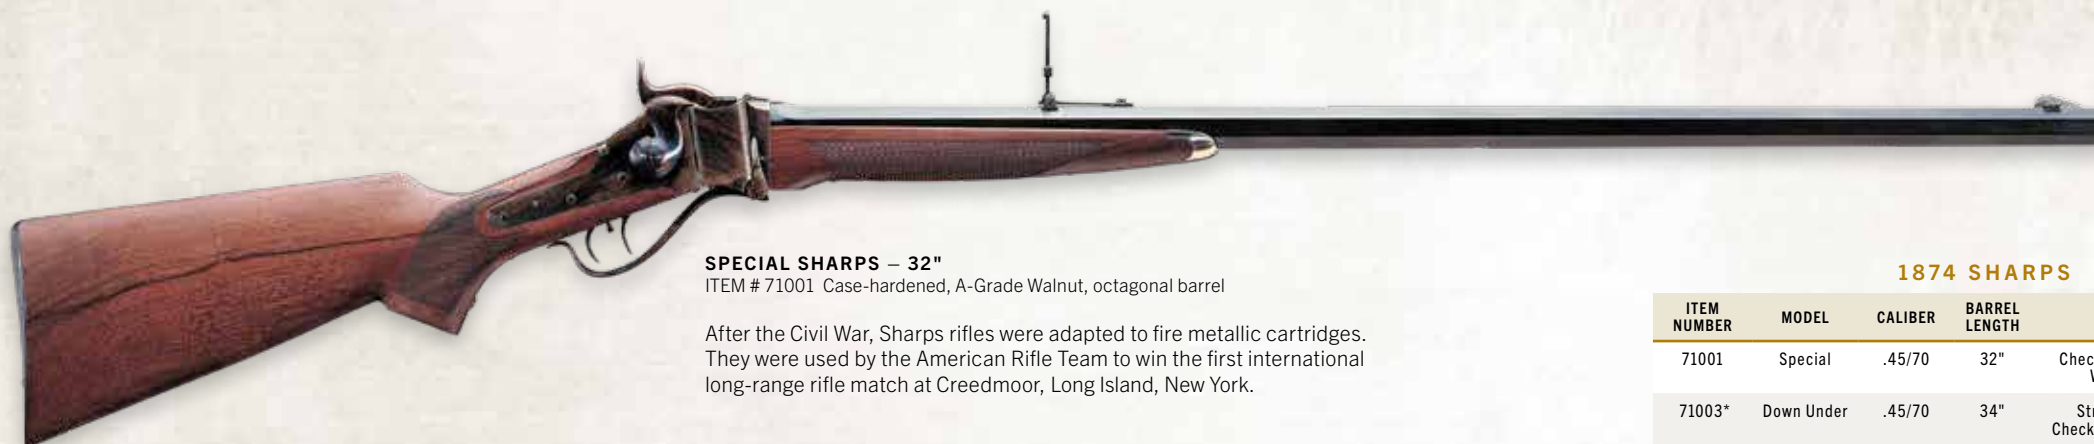 SPECIAL SHARPS – 32"
ITEM # 71001 Case-hardened, A-Grade Walnut, octagonal barrel
After the Civil War, Sharps rifles were adapted to fire metallic cartridges.
They were used by the American Rifle Team to win the first international
long-range rifle match at Creedmoor, Long Island, New York.
1874 SHARPS
ITEM NUMBER MODEL CALIBER BARREL LENGTH
71001 Special .45/70 32"
71003* Down Under .45/70 34"